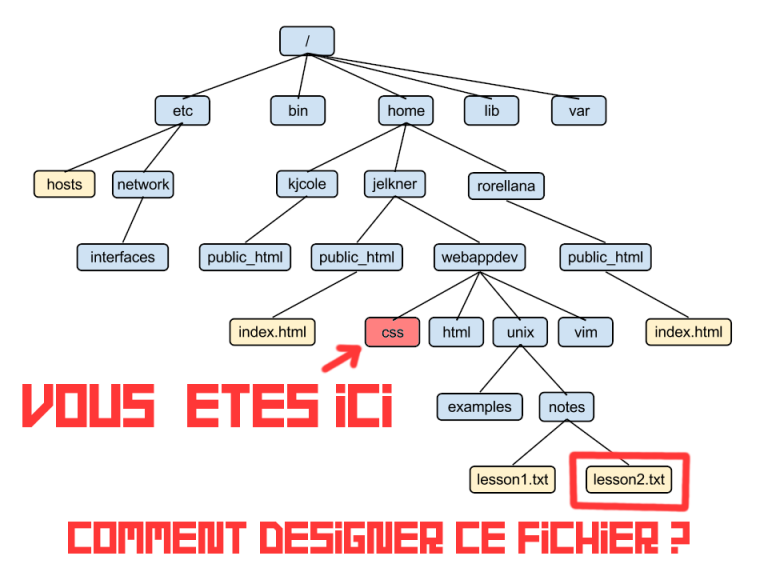 /
etc bin home lib var
hosts network kjcole jelkner rorellana
interfaces public_html public_html webappdev public_html
index.html css html unix vim index.html
VOUS ETES iCi
examples notes
lesson1.txt lesson2.txt
COMMENT DESiGNER CE FiCHiER ?